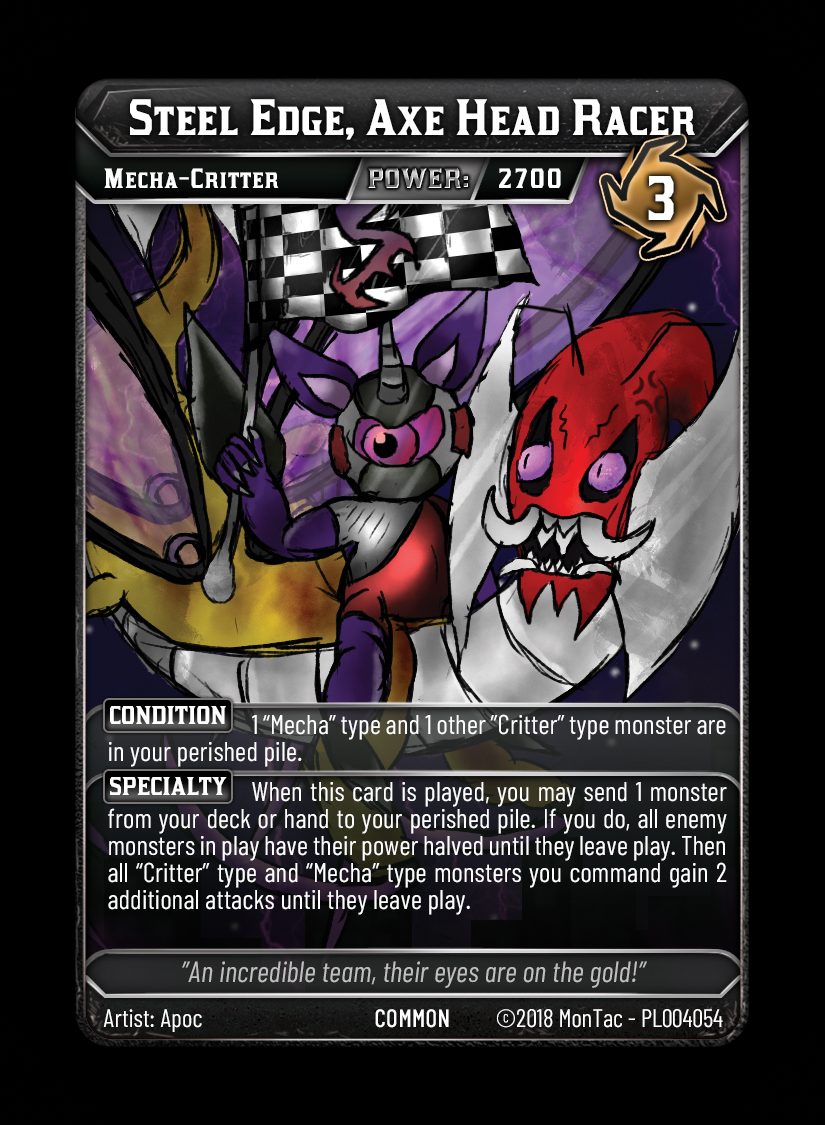 Steel Edge, Axe Head Racer
Mecha-Critter POWER: 2700 3
CONDITION 1 “Mecha” type and 1 other “Critter” type monster are
in your perished pile.
SPECIALTY When this card is played, you may send 1 monster
from your deck or hand to your perished pile. If you do, all enemy
monsters in play have their power halved until they leave play. Then
all “Critter” type and “Mecha” type monsters you command gain 2
additional attacks until they leave play.
“An incredible team, their eyes are on the gold!”
Artist: Apoc COMMON ©2018 MonTac - PL004054